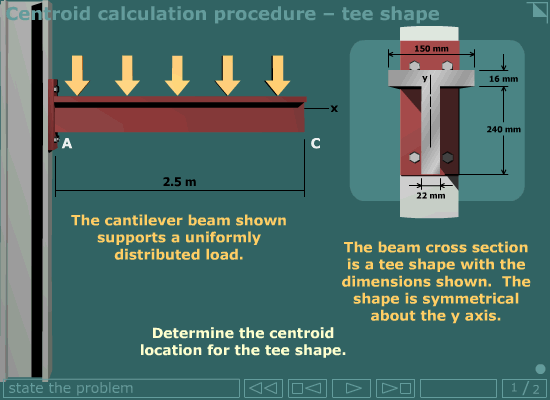 Centroid calculation procedure – tee shape
150 mm
y
16 mm
x
240 mm
A
C
2.5 m
22 mm
The cantilever beam shown
supports a uniformly
distributed load.
The beam cross section
is a tee shape with the
dimensions shown. The
shape is symmetrical
about the y axis.
Determine the centroid
location for the tee shape.
state the problem
1/2